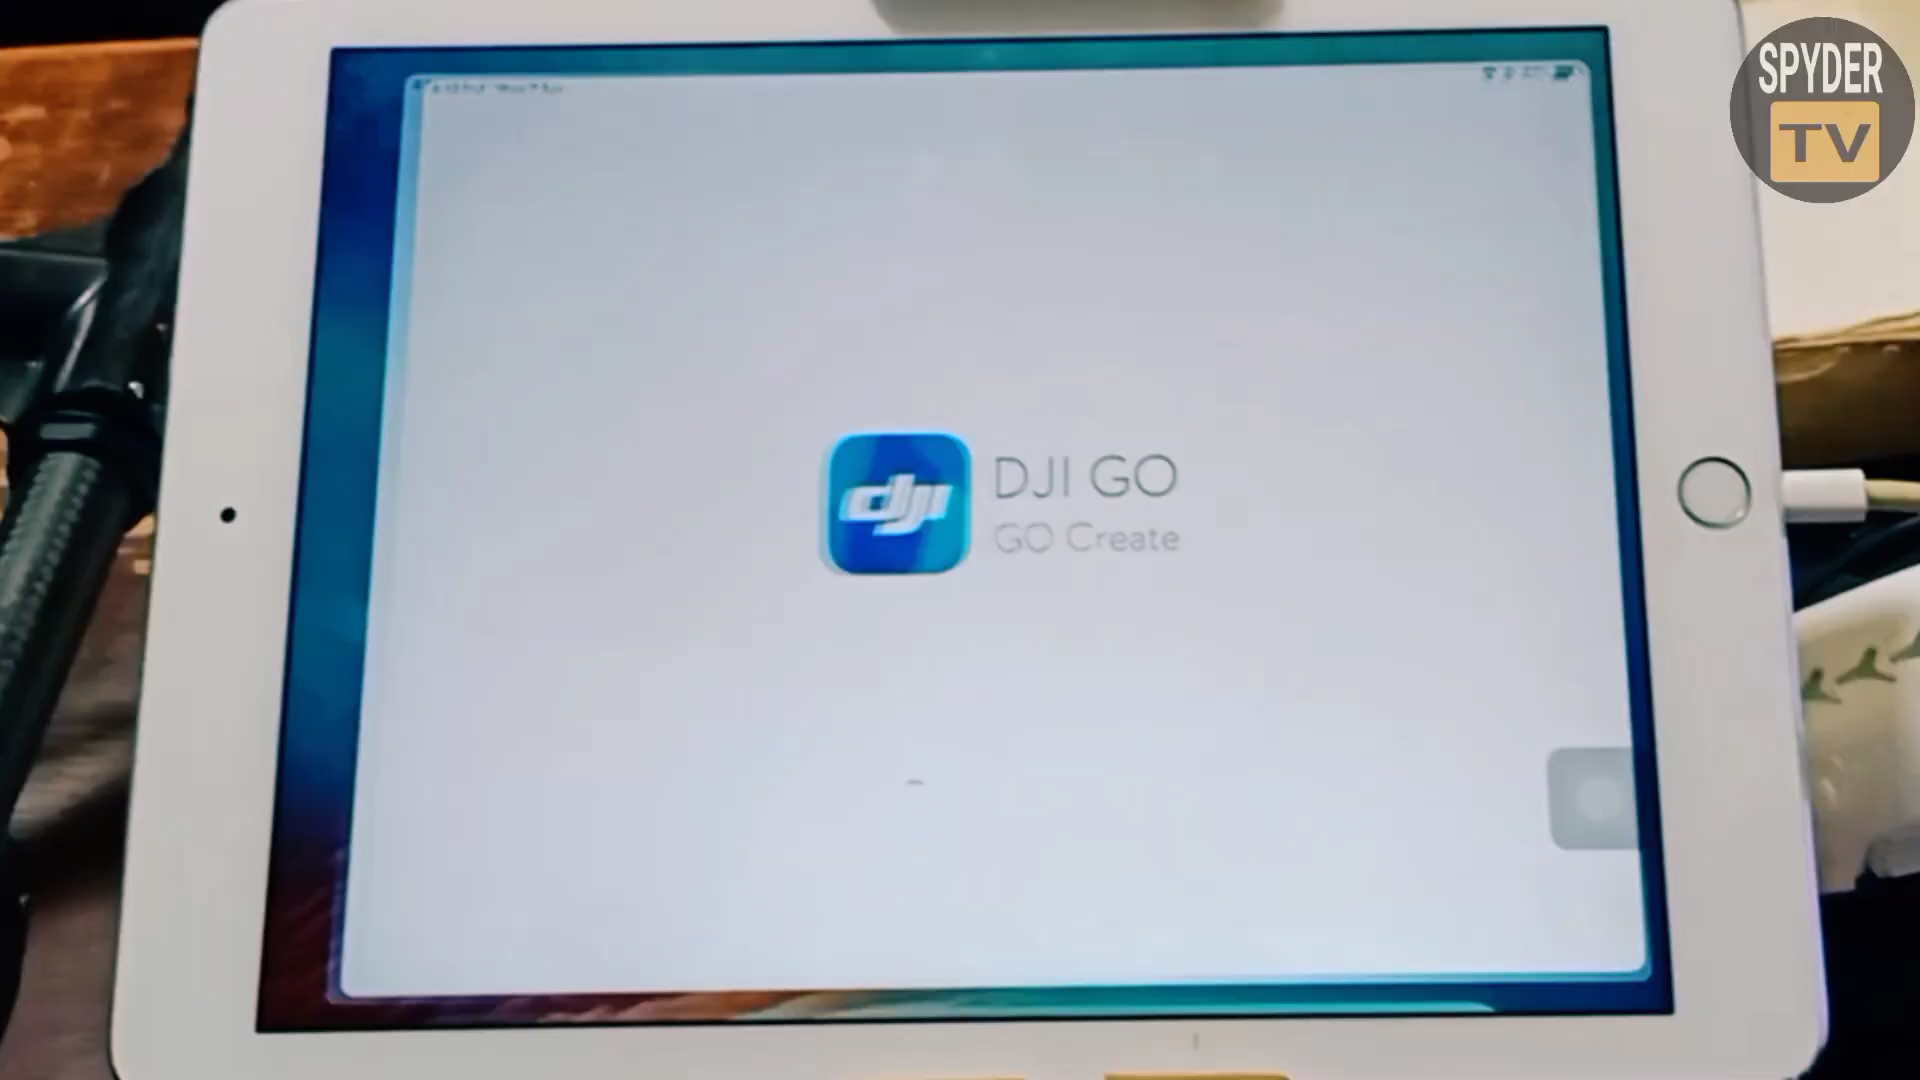 SPYDER
TV
dji
DJI GO
GO Create